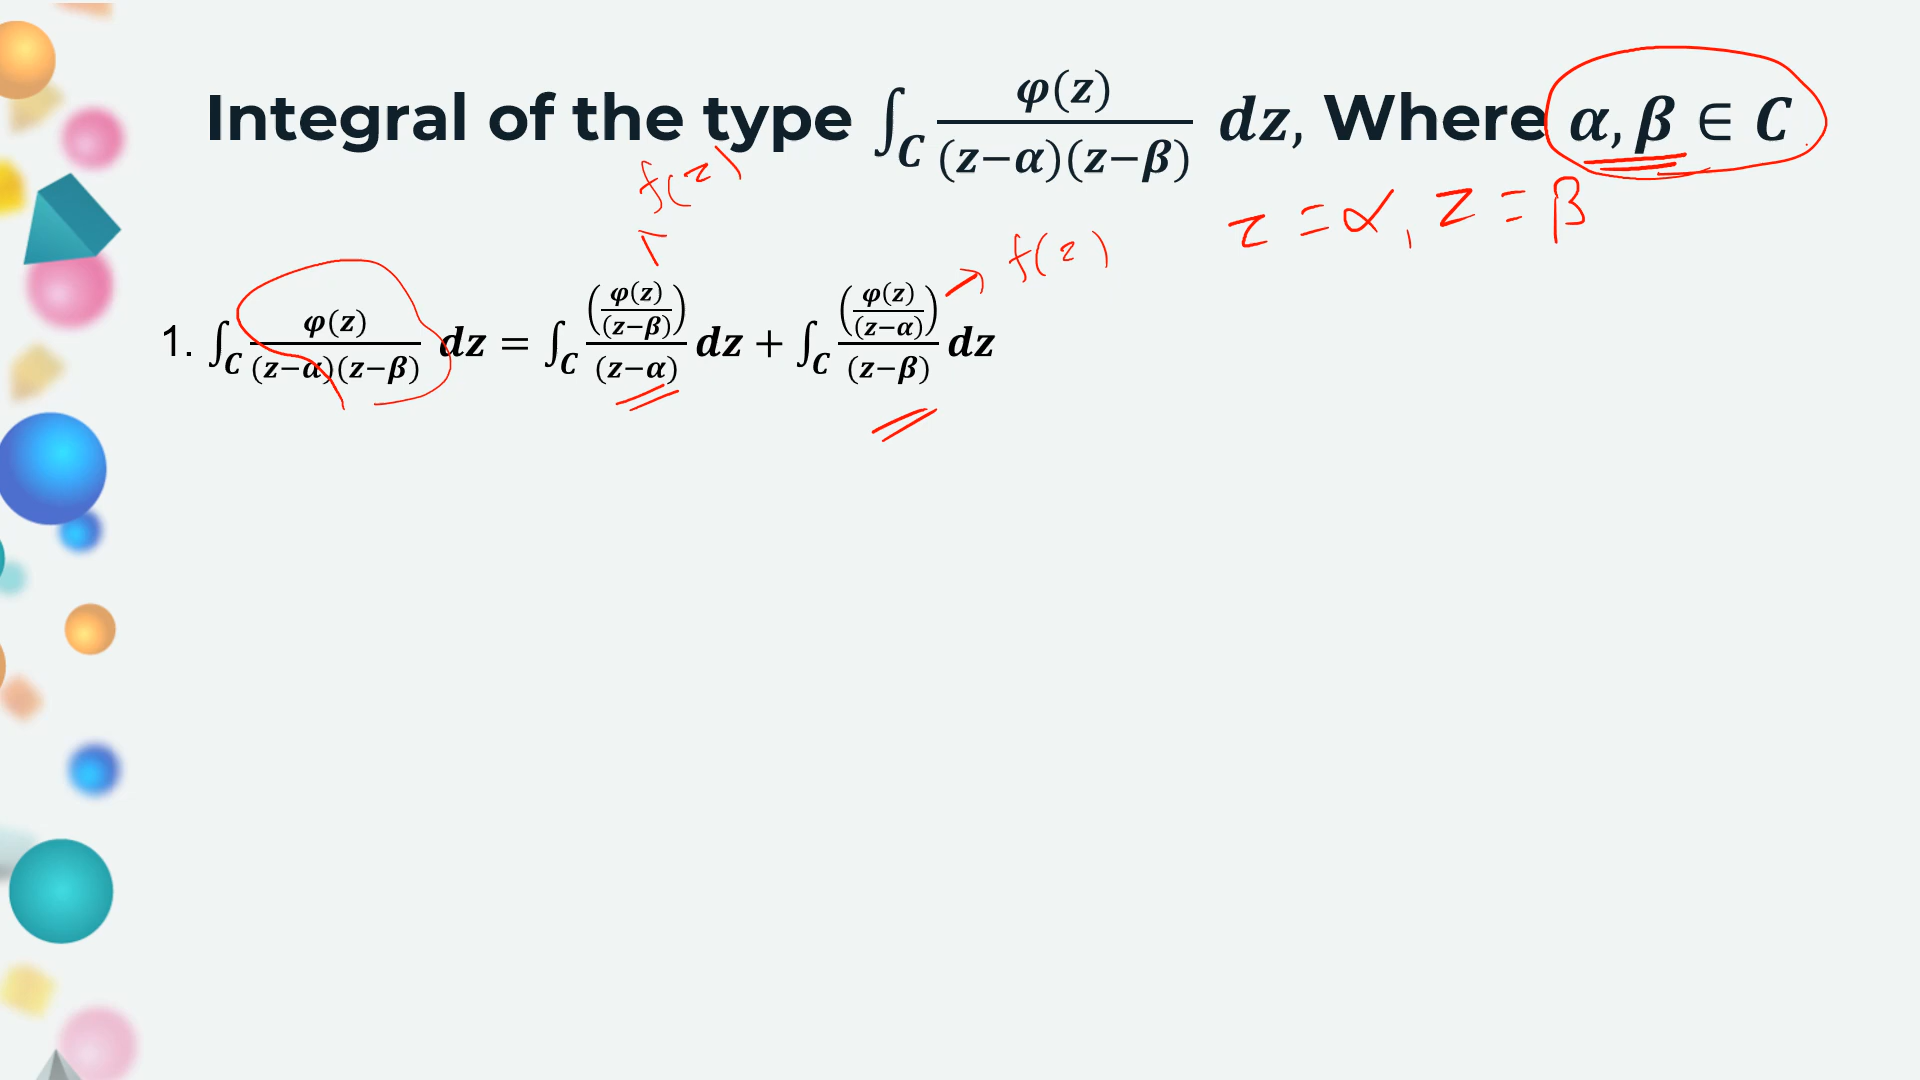 Integral of the type ∫_C φ(z)/((z−α)(z−β)) dz, Where α, β ∈ C
f(z)
z = α, z = β
f(z)
1. ∫_C φ(z)/((z−α)(z−β)) dz = ∫_C (φ(z)/(z−β))/(z−α) dz + ∫_C (φ(z)/(z−α))/(z−β) dz